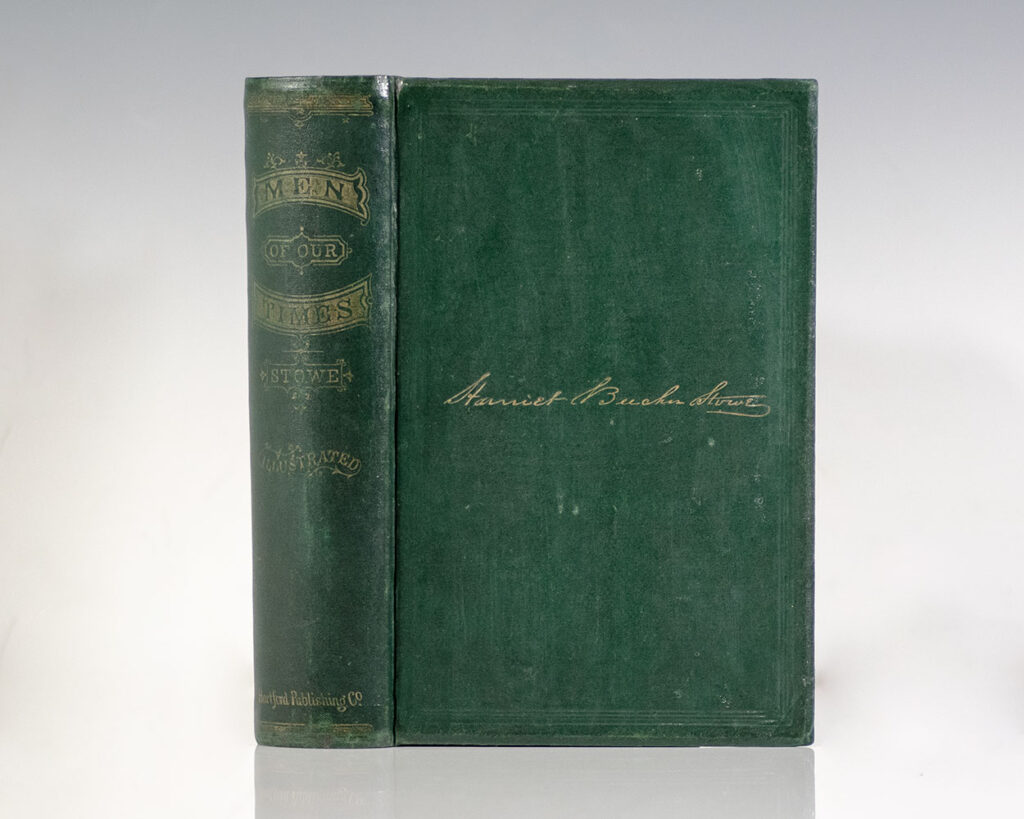 MEN
OF OUR
TIMES
STOWE
ILLUSTRATED
Hartford Publishing Co
Harriet Beecher Stowe